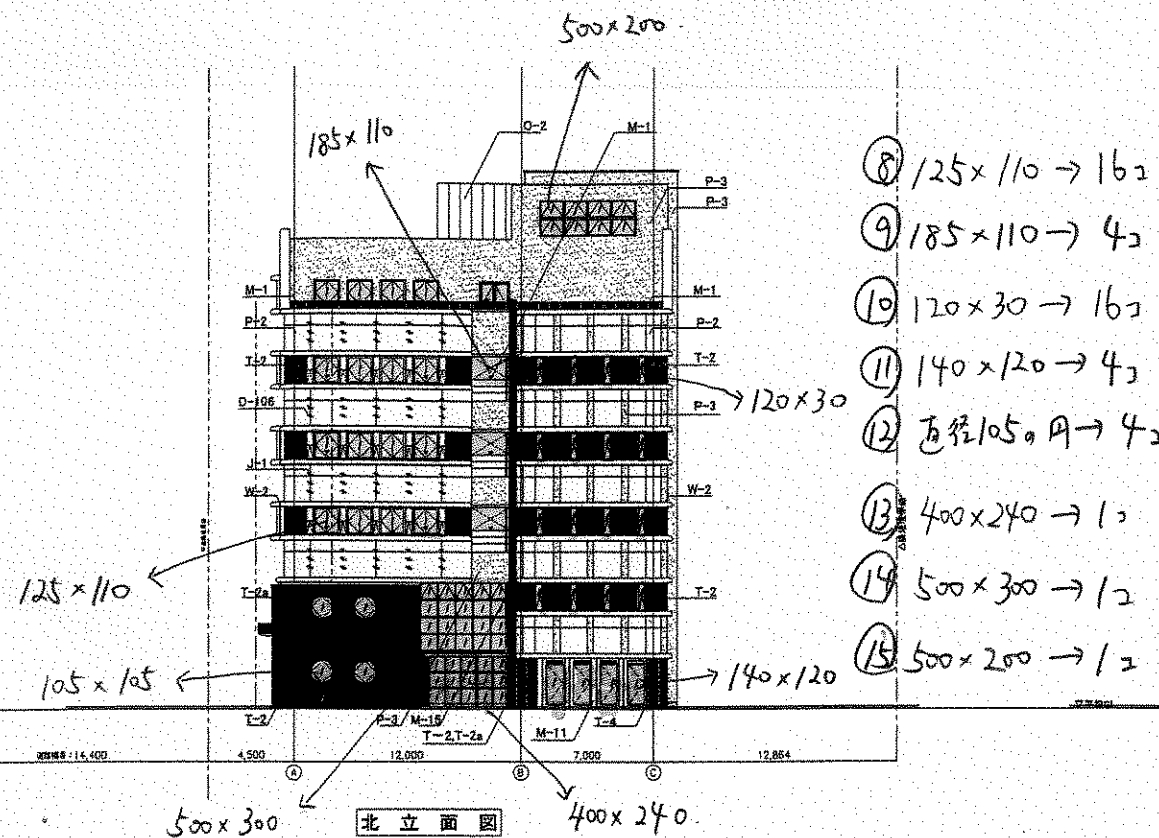 500×200
185×110
O-2
M-1
P-3
P-3
⑧ 125×110 → 16コ
⑨ 185×110 → 4コ
⑩ 120×30 → 16コ
⑪ 140×120 → 4コ
⑫ 直径105の円 → 4コ
⑬ 400×240 → 1コ
⑭ 500×300 → 1コ
⑮ 500×200 → 1コ
M-1
M-1
P-2
P-2
T-2
T-2
120×30
D-106
P-3
J-1
W-2
W-2
125×110
T-2a
T-2
105×105
140×120
T-2
P-3
M-15
T-2,T-2a
M-11
T-4
14,400
4,500
12,000
7,000
12,864
A
B
C
500×300
北立面図
400×240